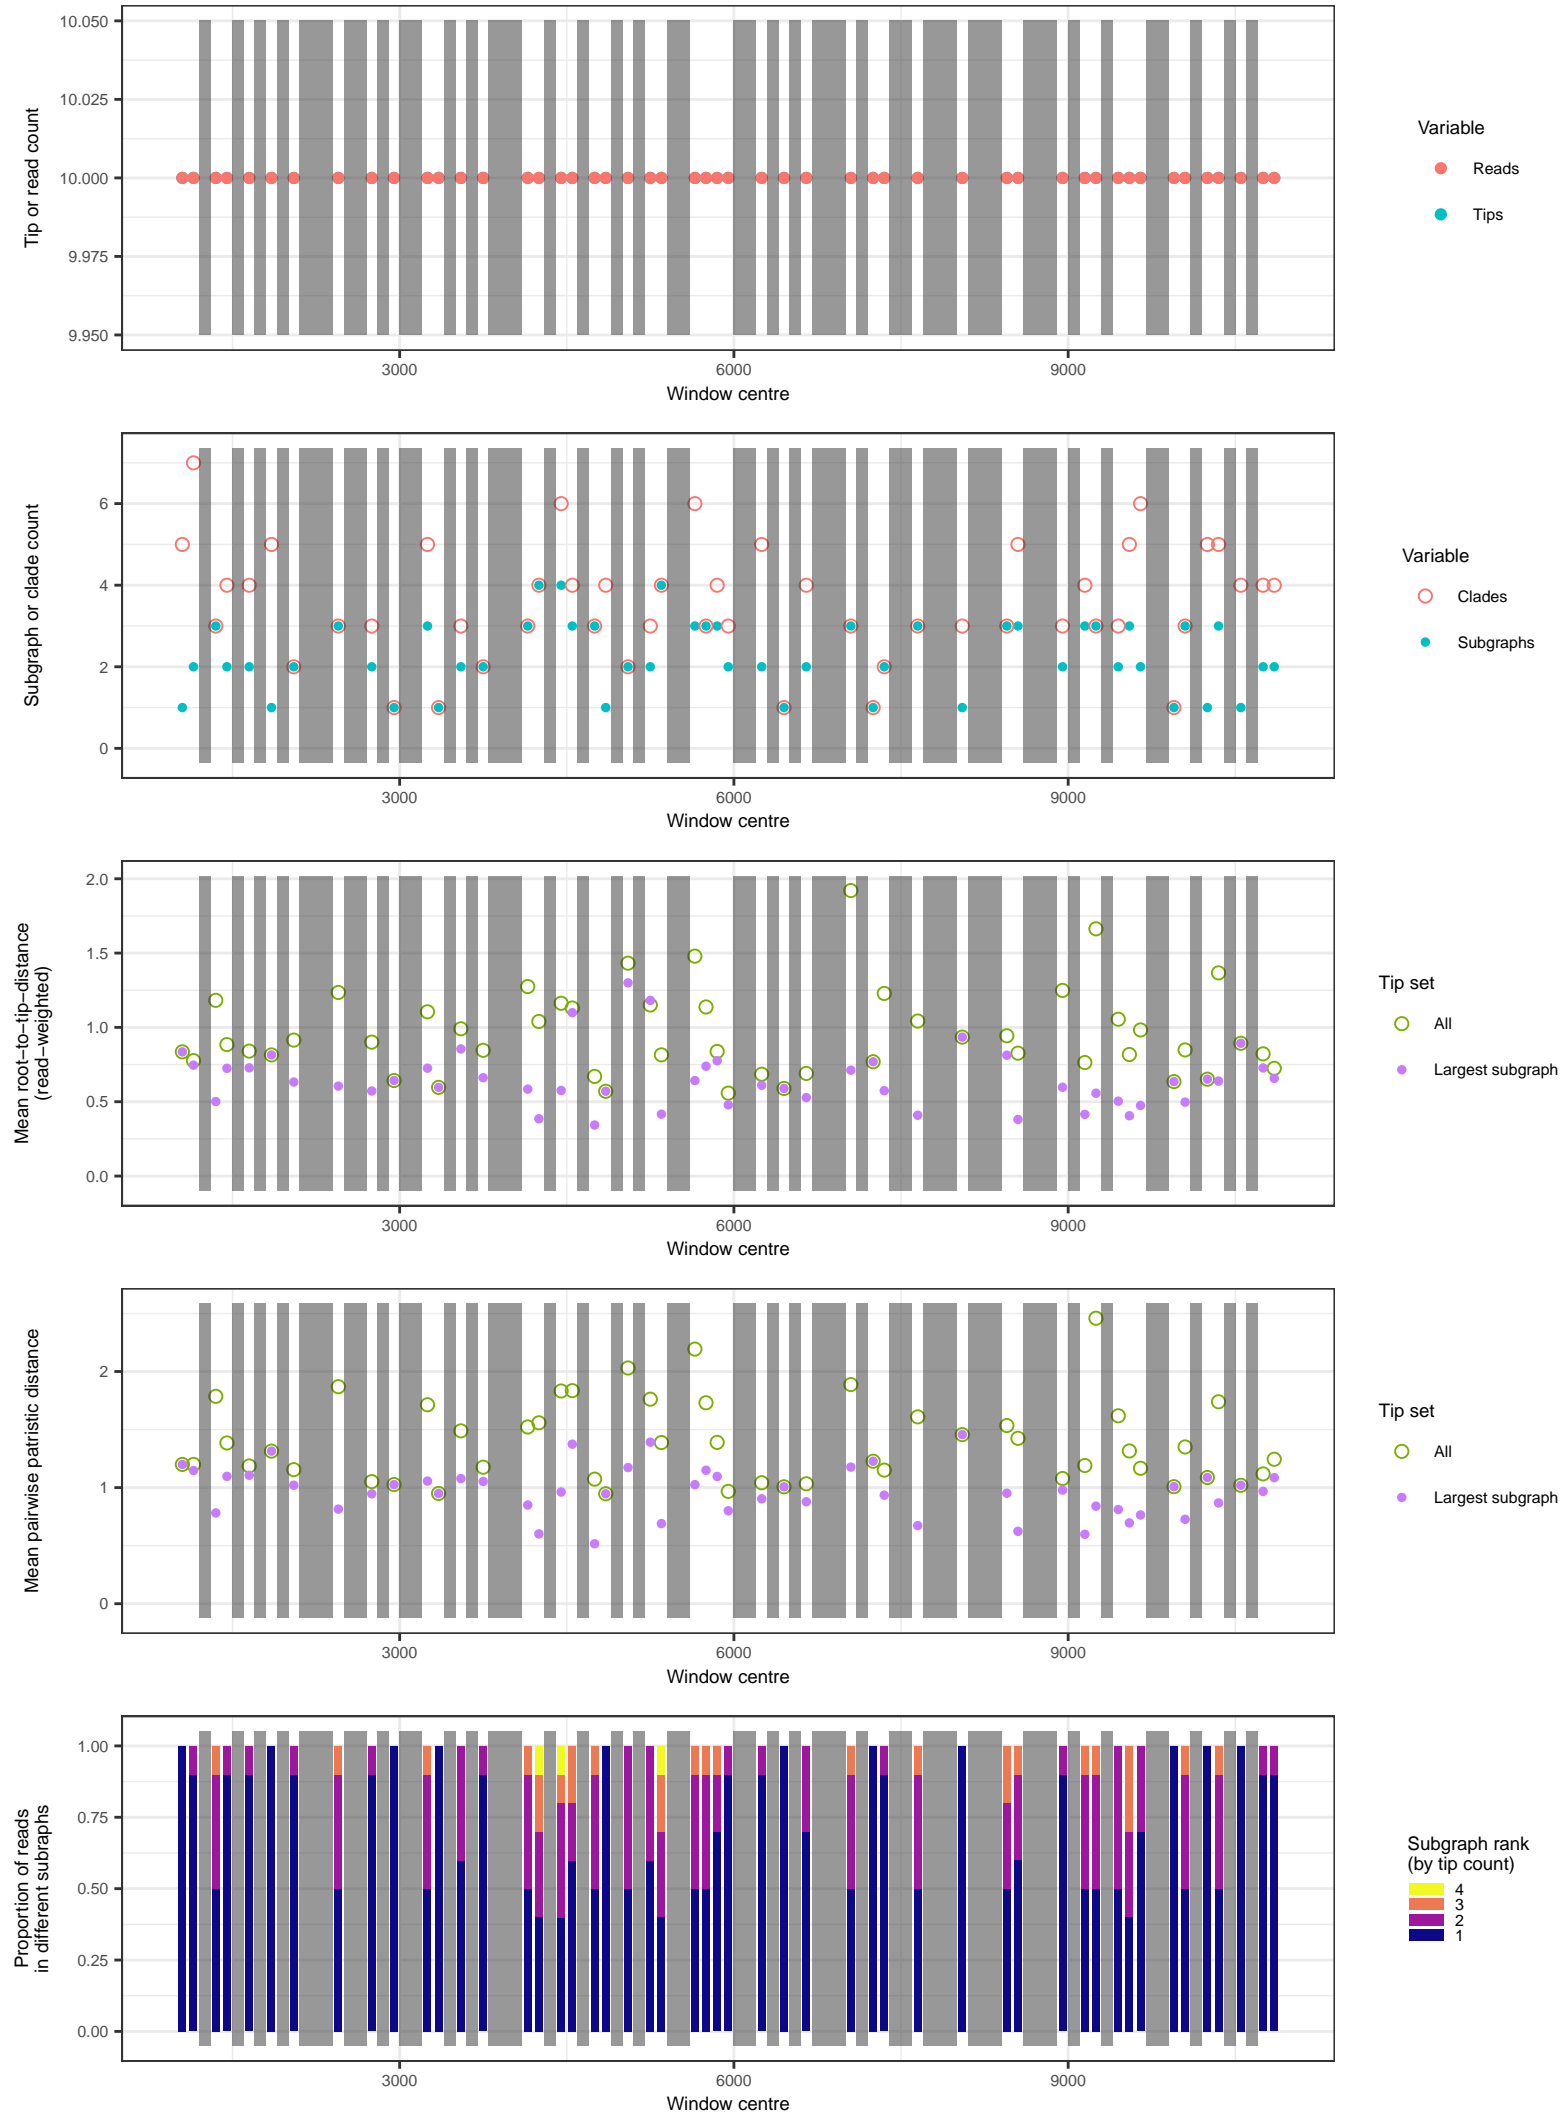 10.050
10.025
10.000
9.975
9.950
Tip or read count
3000 6000 9000
Window centre
Variable
Reads
Tips
6
4
2
0
Subgraph or clade count
3000 6000 9000
Window centre
Variable
Clades
Subgraphs
2.0
1.5
1.0
0.5
0.0
Mean root−to−tip−distance
(read−weighted)
3000 6000 9000
Window centre
Tip set
All
Largest subgraph
2
1
0
Mean pairwise patristic distance
3000 6000 9000
Window centre
Tip set
All
Largest subgraph
1.00
0.75
0.50
0.25
0.00
Proportion of reads
in different subraphs
3000 6000 9000
Window centre
Subgraph rank
(by tip count)
4
3
2
1